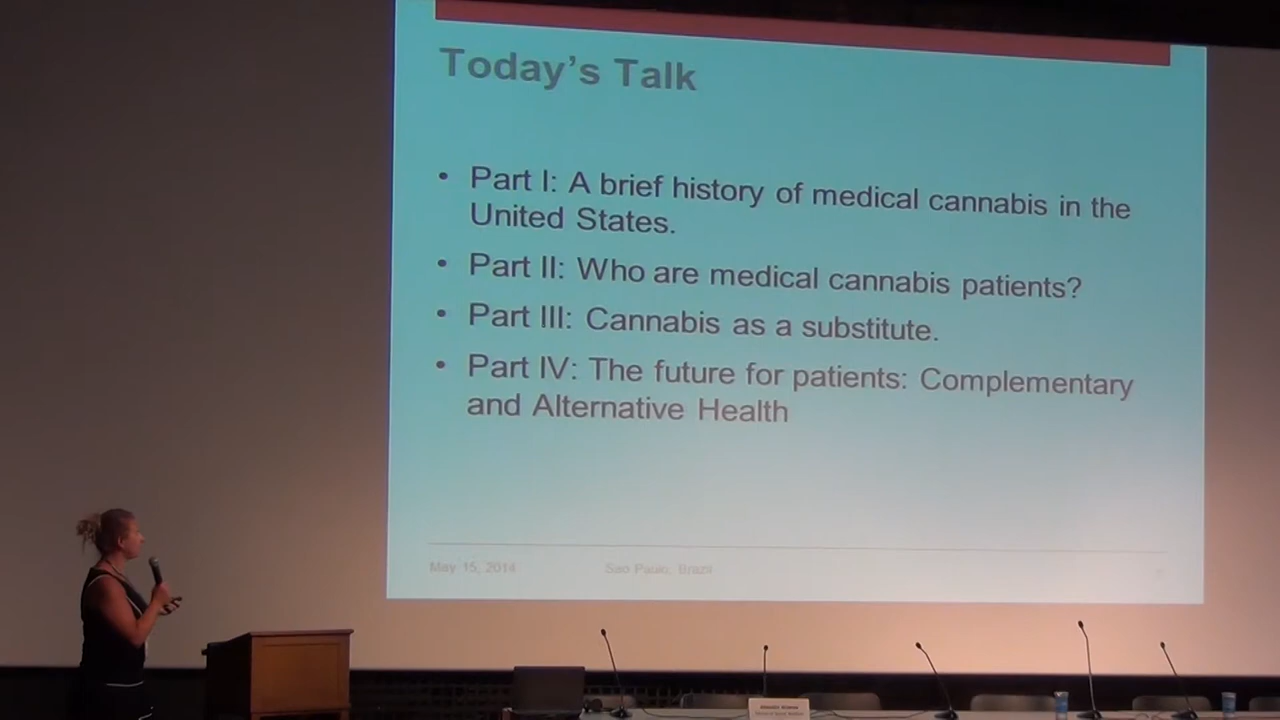 Today's Talk
• Part I: A brief history of medical cannabis in the
United States.
• Part II: Who are medical cannabis patients?
• Part III: Cannabis as a substitute.
• Part IV: The future for patients: Complementary
and Alternative Health
May 15, 2014 Sao Paulo, Brazil